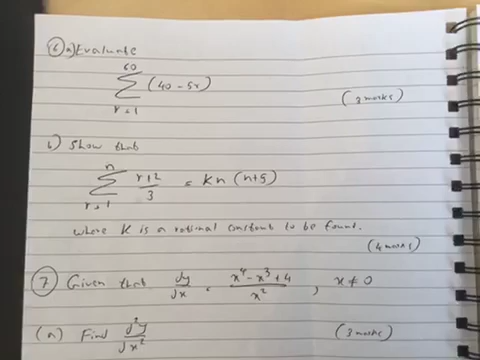 (6) a) Evaluate
60
∑ (40 - 5r)
r = 1
(3 marks)
b) Show that
n
∑ r+2/3 = kn (n+5)
r = 1
where K is a rational constant to be found.
(4 marks)
(7) Given that dy/dx = x⁴ - x³ + 4/x² , x ≠ 0
(a) Find d²y/dx² (3 marks)